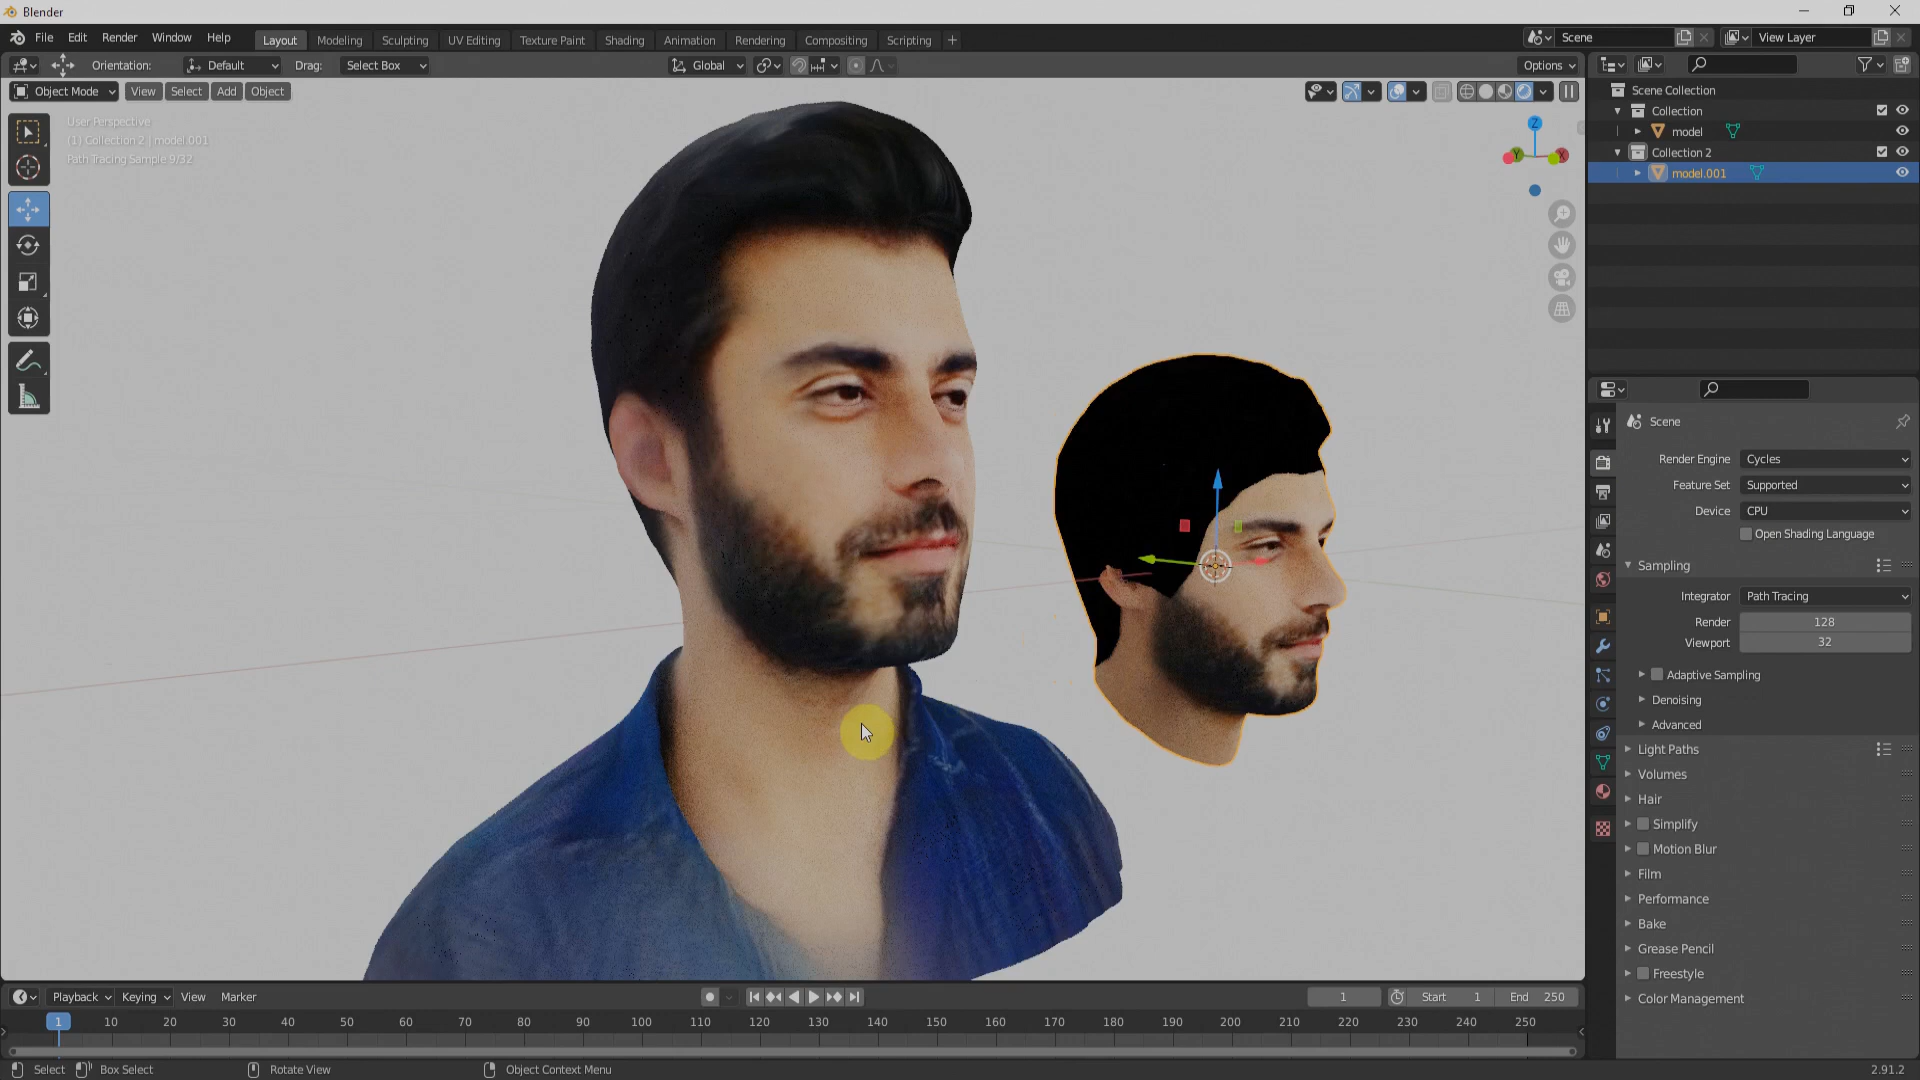 Blender
File Edit Render Window Help
Layout Modeling Sculpting UV Editing Texture Paint Shading Animation Rendering Compositing Scripting +
Scene
View Layer
Orientation: Default Drag: Select Box
Global
Options
Object Mode View Select Add Object
User Perspective
(1) Collection 2 | model.001
Path Tracing Sample 9/32
Z
Y
X
Scene Collection
Collection
model
Collection 2
model.001
Scene
Render Engine Cycles
Feature Set Supported
Device CPU
Open Shading Language
Sampling
Integrator Path Tracing
Render 128
Viewport 32
Adaptive Sampling
Denoising
Advanced
Light Paths
Volumes
Hair
Simplify
Motion Blur
Film
Performance
Bake
Grease Pencil
Freestyle
Color Management
Playback Keying View Marker
1 Start 1 End 250
1 10 20 30 40 50 60 70 80 90 100 110 120 130 140 150 160 170 180 190 200 210 220 230 240 250
Select Box Select Rotate View Object Context Menu
2.91.2